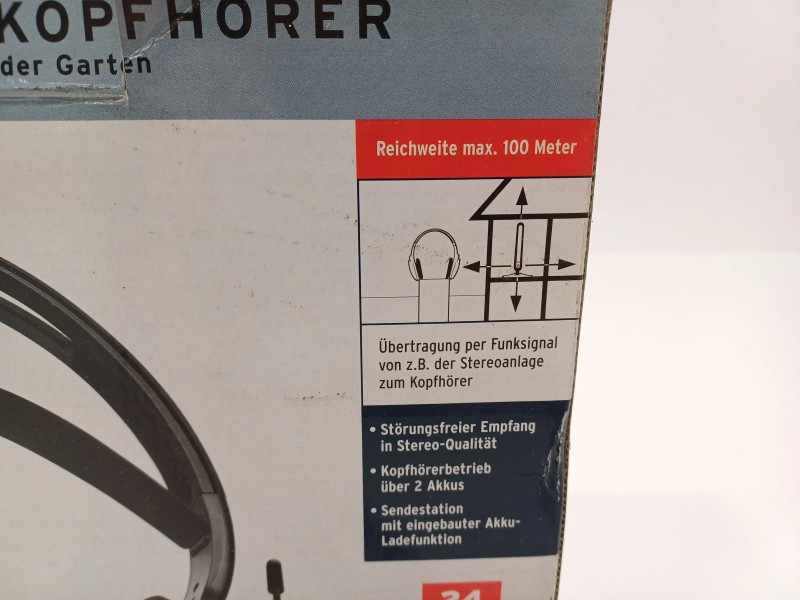 KOPFHÖRER
der Garten
Reichweite max. 100 Meter
Übertragung per Funksignal
von z.B. der Stereoanlage
zum Kopfhörer
• Störungsfreier Empfang
in Stereo-Qualität
• Kopfhörerbetrieb
über 2 Akkus
• Sendestation
mit eingebauter Akku-
Ladefunktion